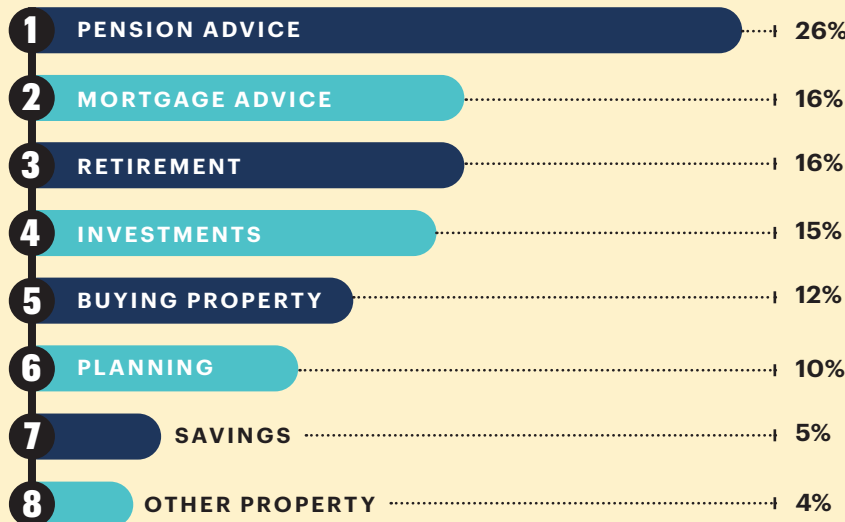 1 PENSION ADVICE 26%
2 MORTGAGE ADVICE 16%
3 RETIREMENT 16%
4 INVESTMENTS 15%
5 BUYING PROPERTY 12%
6 PLANNING 10%
7 SAVINGS 5%
8 OTHER PROPERTY 4%